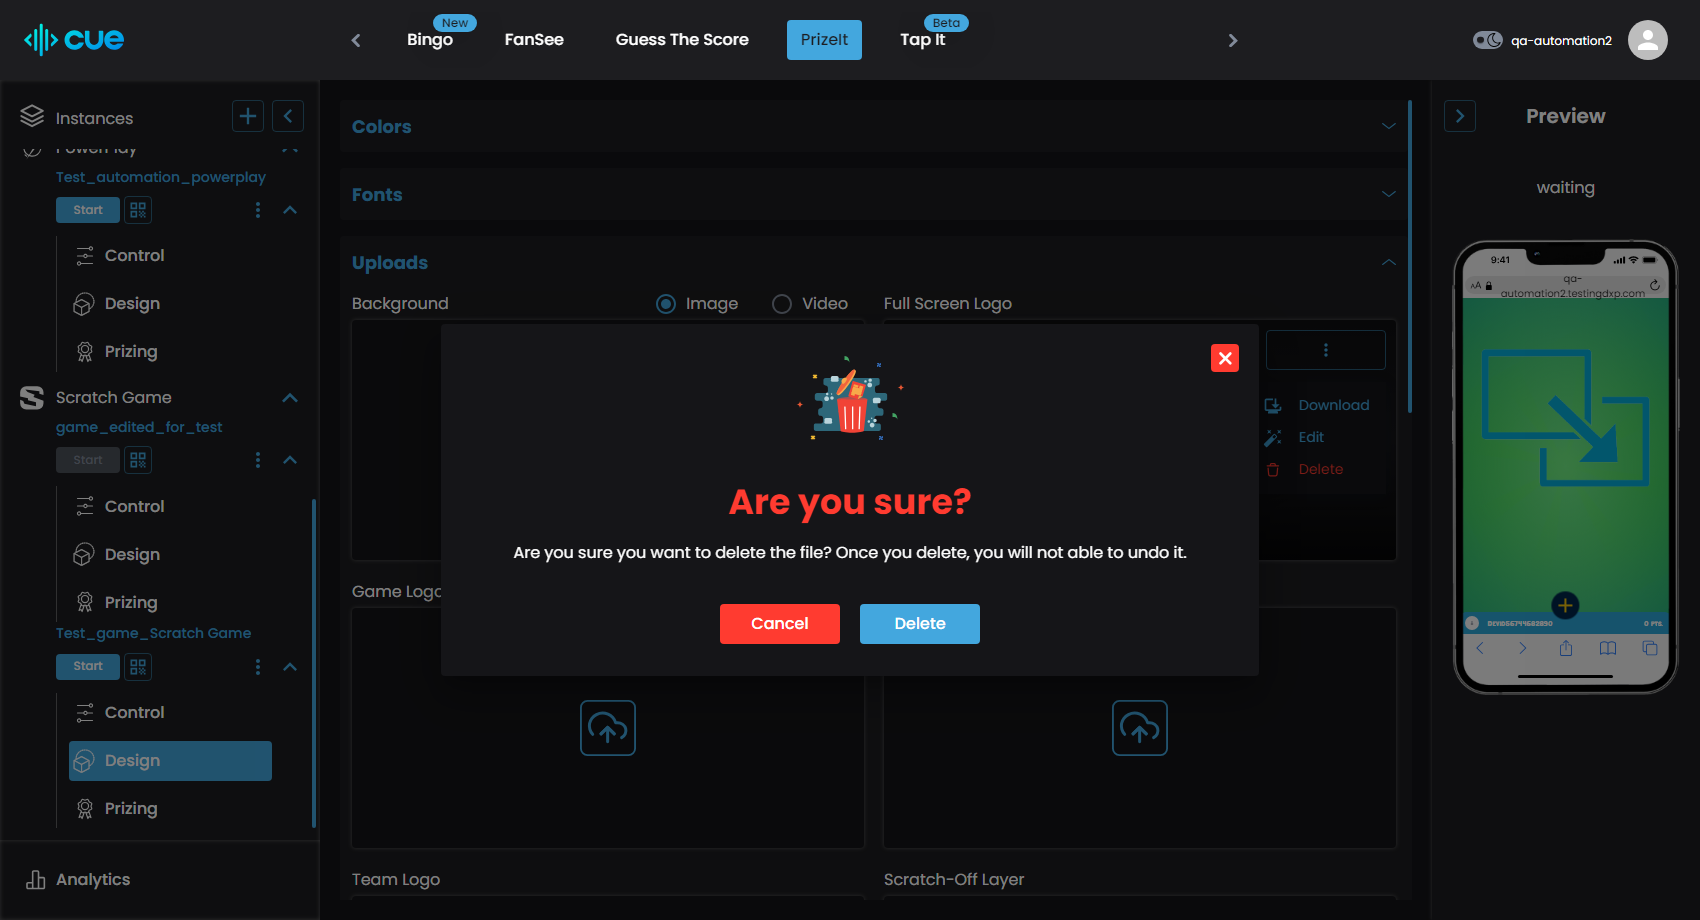 cue
Bingo
New
FanSee
Guess The Score
PrizeIt
Tap It
Beta
qa-automation2
Instances
PowerPlay
Test_automation_powerplay
Start
Control
Design
Prizing
Scratch Game
game_edited_for_test
Start
Control
Design
Prizing
Test_game_Scratch Game
Start
Control
Design
Prizing
Analytics
Colors
Fonts
Uploads
Background
Image
Video
Full Screen Logo
Download
Edit
Delete
Are you sure?
Are you sure you want to delete the file? Once you delete, you will not able to undo it.
Cancel
Delete
Game Logo
Team Logo
Scratch-Off Layer
Preview
waiting
9:41
AA
qa-
automation2.testingdxp.com
0 PTS.